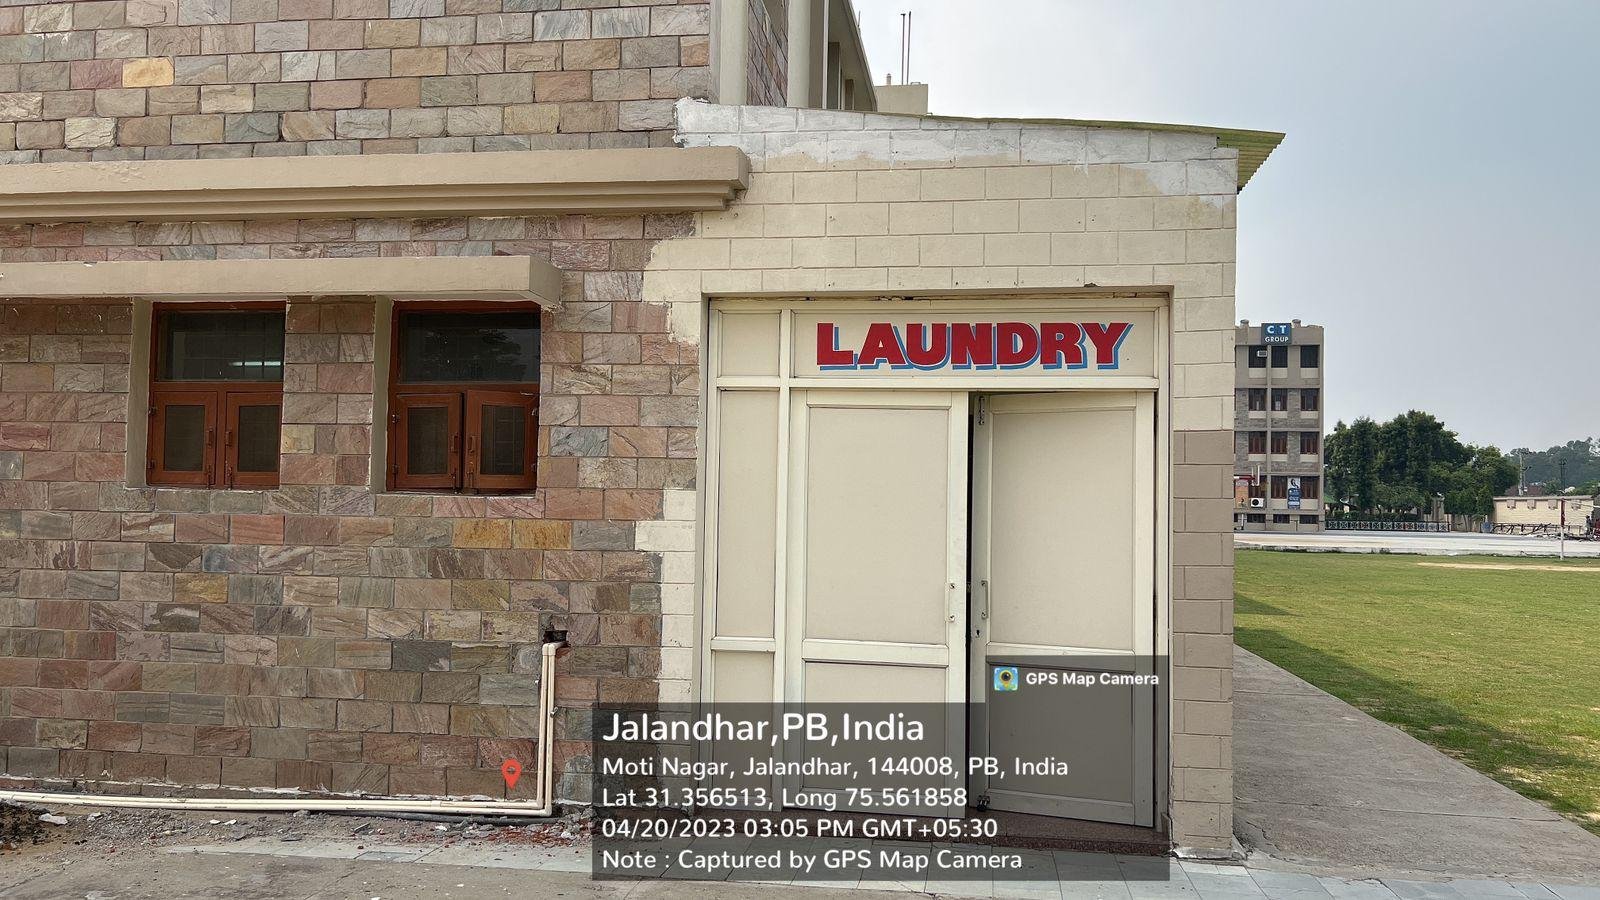 LAUNDRY
C T
GROUP
GPS Map Camera
Jalandhar,PB,India
Moti Nagar, Jalandhar, 144008, PB, India
Lat 31.356513, Long 75.561858
04/20/2023 03:05 PM GMT+05:30
Note : Captured by GPS Map Camera